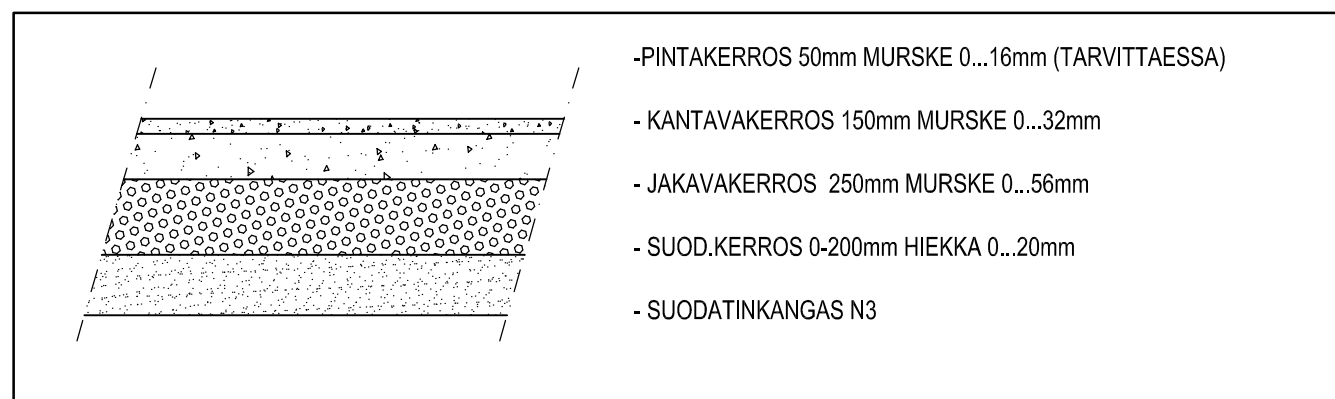 -PINTAKERROS 50mm MURSKE 0...16mm (TARVITTAESSA)
- KANTAVAKERROS 150mm MURSKE 0...32mm
- JAKAVAKERROS 250mm MURSKE 0...56mm
- SUOD.KERROS 0-200mm HIEKKA 0...20mm
- SUODATINKANGAS N3